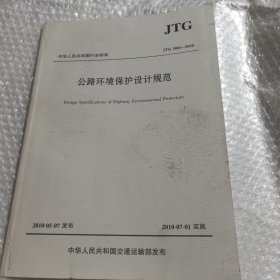 JTG
中华人民共和国行业标准
JTG B04—2010
公路环境保护设计规范
Design Specifications of Highway Environmental Protection
2010-05-07 发布
2010-07-01 实施
中华人民共和国交通运输部发布